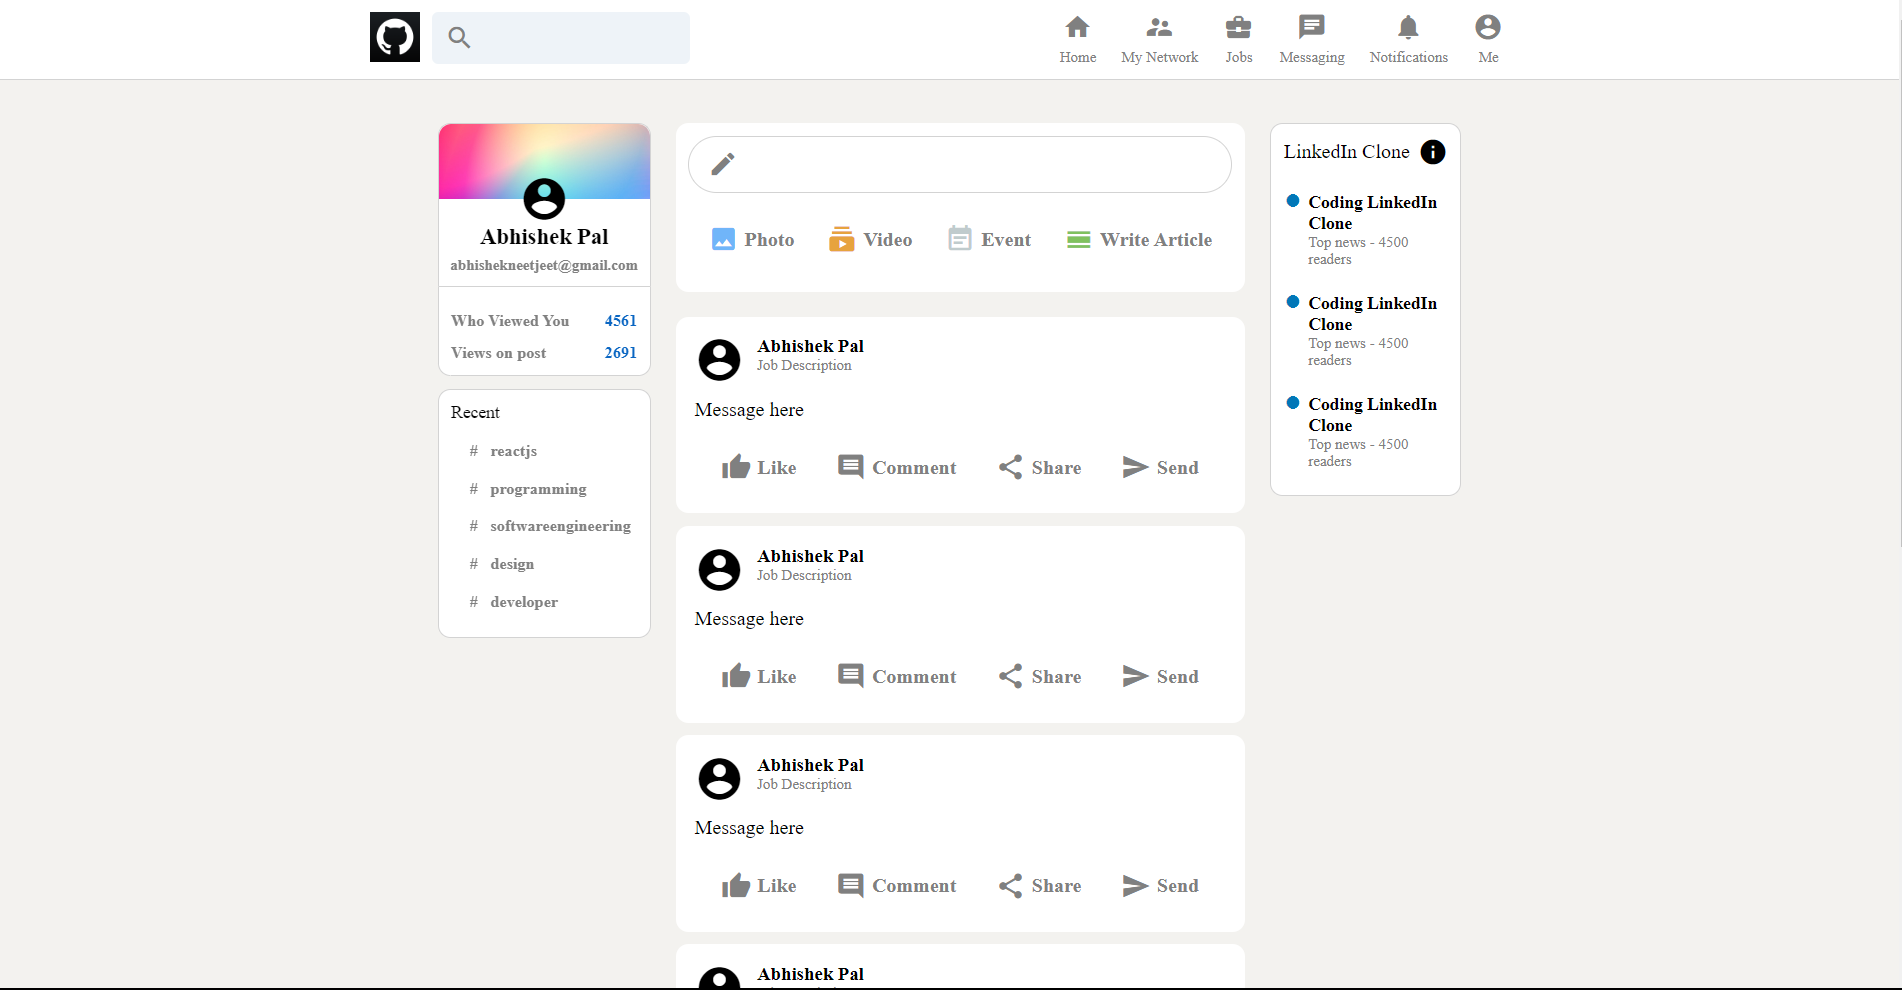 Home
My Network
Jobs
Messaging
Notifications
Me
Abhishek Pal
abhishekneetjeet@gmail.com
Who Viewed You 4561
Views on post 2691
Recent
# reactjs
# programming
# softwareengineering
# design
# developer
Photo
Video
Event
Write Article
Abhishek Pal
Job Description
Message here
Like
Comment
Share
Send
Abhishek Pal
Job Description
Message here
Like
Comment
Share
Send
Abhishek Pal
Job Description
Message here
Like
Comment
Share
Send
Abhishek Pal
LinkedIn Clone
Coding LinkedIn
Clone
Top news - 4500
readers
Coding LinkedIn
Clone
Top news - 4500
readers
Coding LinkedIn
Clone
Top news - 4500
readers